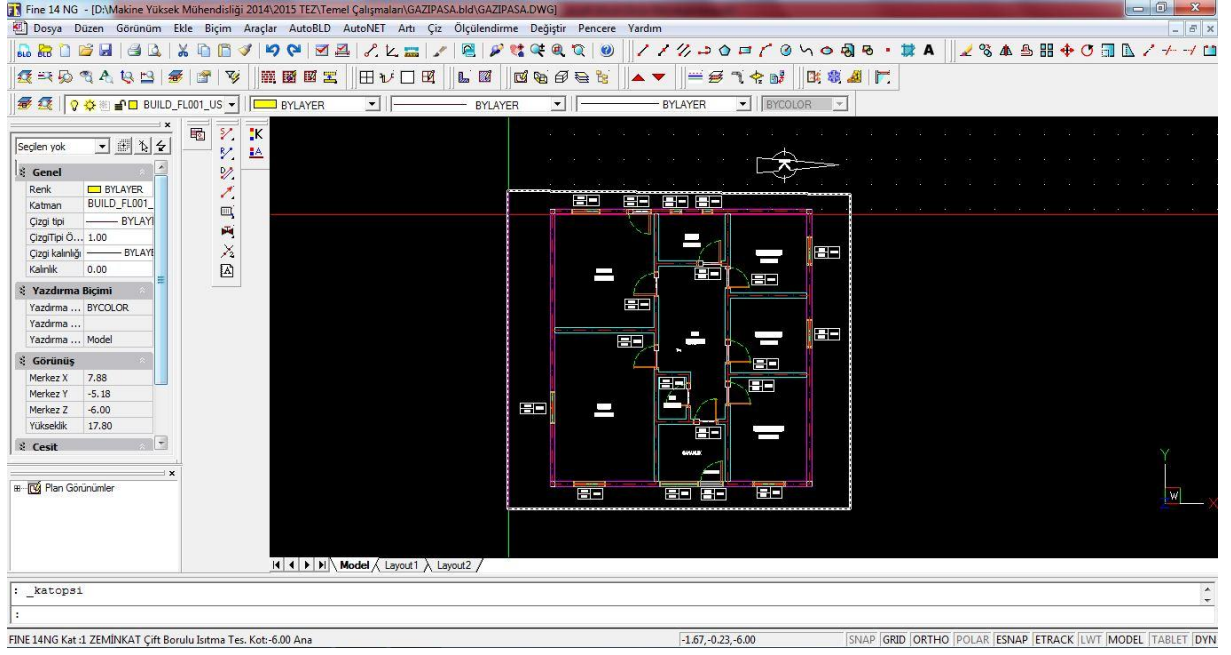 Fine 14 NG - [D:\Makine Yüksek Mühendisliği 2014\2015 TEZ\Temel Çalışmaları\GAZIPASA.bld\GAZIPASA.DWG]
Dosya Düzen Görünüm Ekle Biçim Araçlar AutoBLD AutoNET Artı Çiz Ölçülendirme Değiştir Pencere Yardım
BUILD_FL001_US BYLAYER BYLAYER BYLAYER BYCOLOR
Seçilen yok
Genel
Renk BYLAYER
Katman BUILD_FL001_
Çizgi tipi BYLAYI
ÇizgiTipi Ö... 1.00
Çizgi kalınlığı BYLAYE
Kalınlık 0.00
Yazdırma Biçimi
Yazdırma ... BYCOLOR
Yazdırma ...
Yazdırma ... Model
Görünüş
Merkez X 7.88
Merkez Y -5.18
Merkez Z -6.00
Yükseklik 17.80
Cesit
Plan Görünümler
K
Y
W
X
Z
Model Layout1 Layout2
: _katopsi
:
FINE 14NG Kat :1 ZEMİNKAT Çift Borulu Isıtma Tes. Kot:-6.00 Ana -1.67,-0.23,-6.00 SNAP GRID ORTHO POLAR ESNAP ETRACK LWT MODEL TABLET DYN